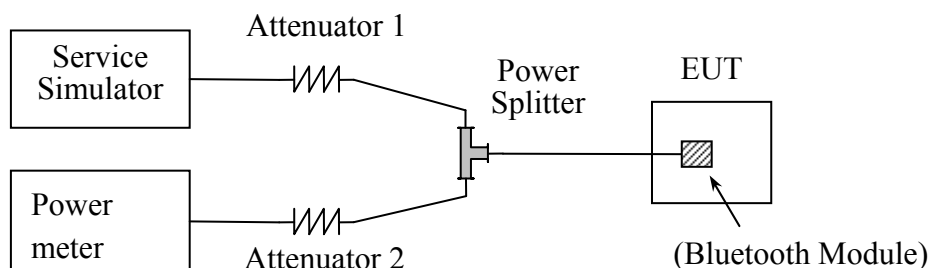 Attenuator 1
Service
Simulator
Power
Splitter
EUT
Power
meter
Attenuator 2
(Bluetooth Module)